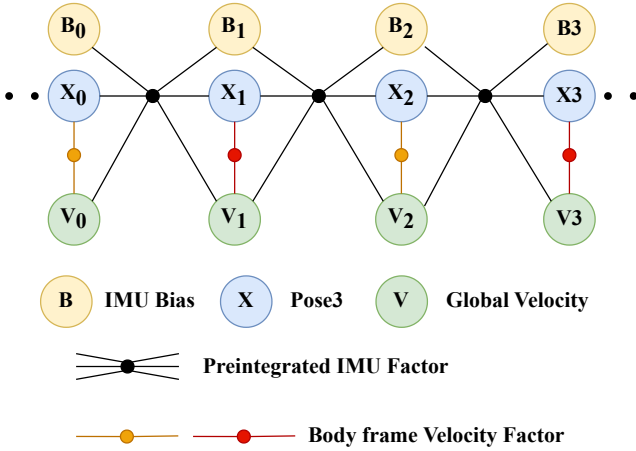 B0 B1 B2 B3
X0 X1 X2 X3
V0 V1 V2 V3
B IMU Bias X Pose3 V Global Velocity
Preintegrated IMU Factor
Body frame Velocity Factor